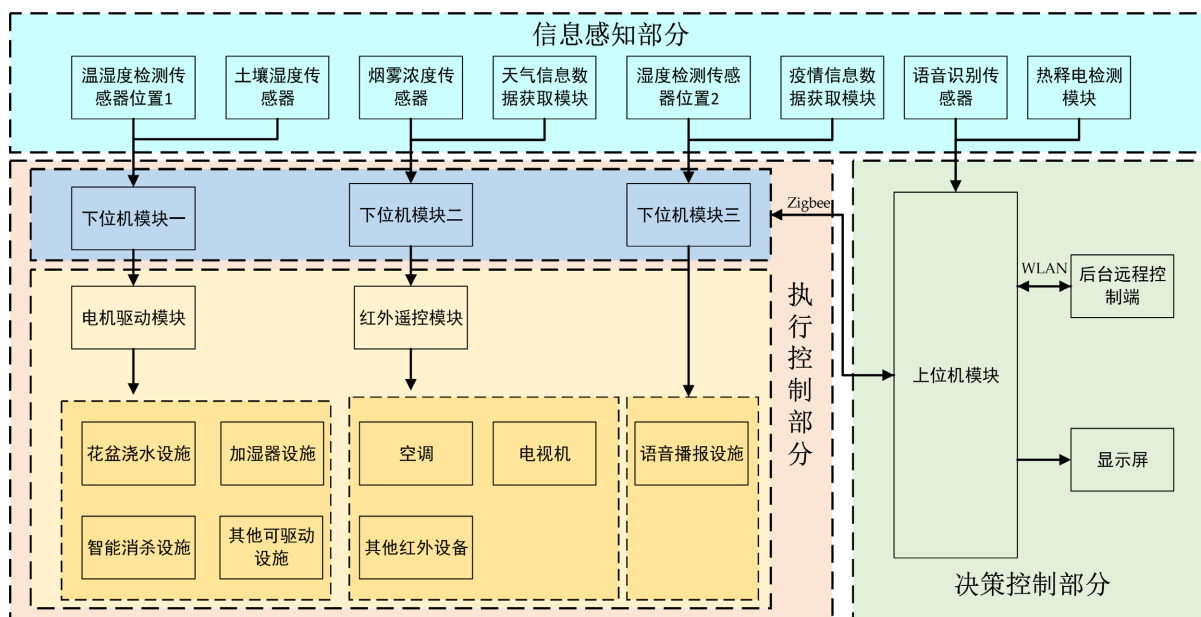 信息感知部分
温湿度检测传
感器位置1
土壤湿度传
感器
烟雾浓度传
感器
天气信息数
据获取模块
湿度检测传感
器位置2
疫情信息数
据获取模块
语音识别传
感器
热释电检测
模块
下位机模块一
下位机模块二
下位机模块三
Zigbee
电机驱动模块
红外遥控模块
执行控制部分
花盆浇水设施
加湿器设施
智能消杀设施
其他可驱动
设施
空调
电视机
其他红外设备
语音播报设施
上位机模块
WLAN
后台远程控
制端
显示屏
决策控制部分